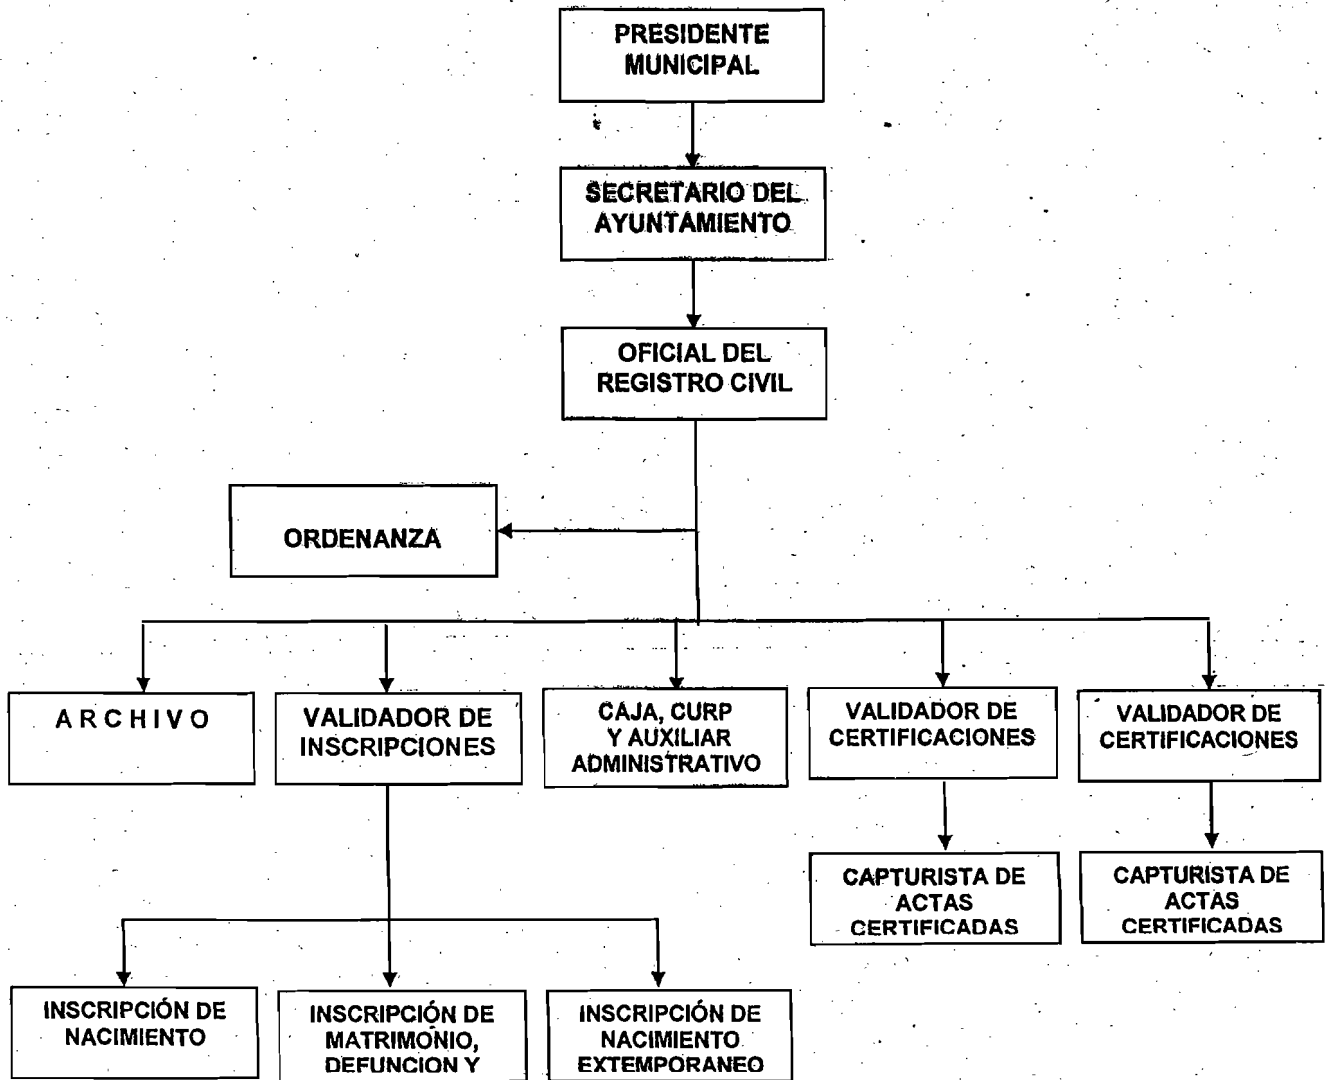 PRESIDENTE
MUNICIPAL
SECRETARIO DEL
AYUNTAMIENTO
OFICIAL DEL
REGISTRO CIVIL
ORDENANZA
A R C H I V O
VALIDADOR DE
INSCRIPCIONES
CAJA, CURP
Y AUXILIAR
ADMINISTRATIVO
VALIDADOR DE
CERTIFICACIONES
VALIDADOR DE
CERTIFICACIONES
CAPTURISTA DE
ACTAS
CERTIFICADAS
CAPTURISTA DE
ACTAS
CERTIFICADAS
INSCRIPCIÓN DE
NACIMIENTO
INSCRIPCIÓN DE
MATRIMONIO,
DEFUNCION Y
INSCRIPCIÓN DE
NACIMIENTO
EXTEMPORANEO